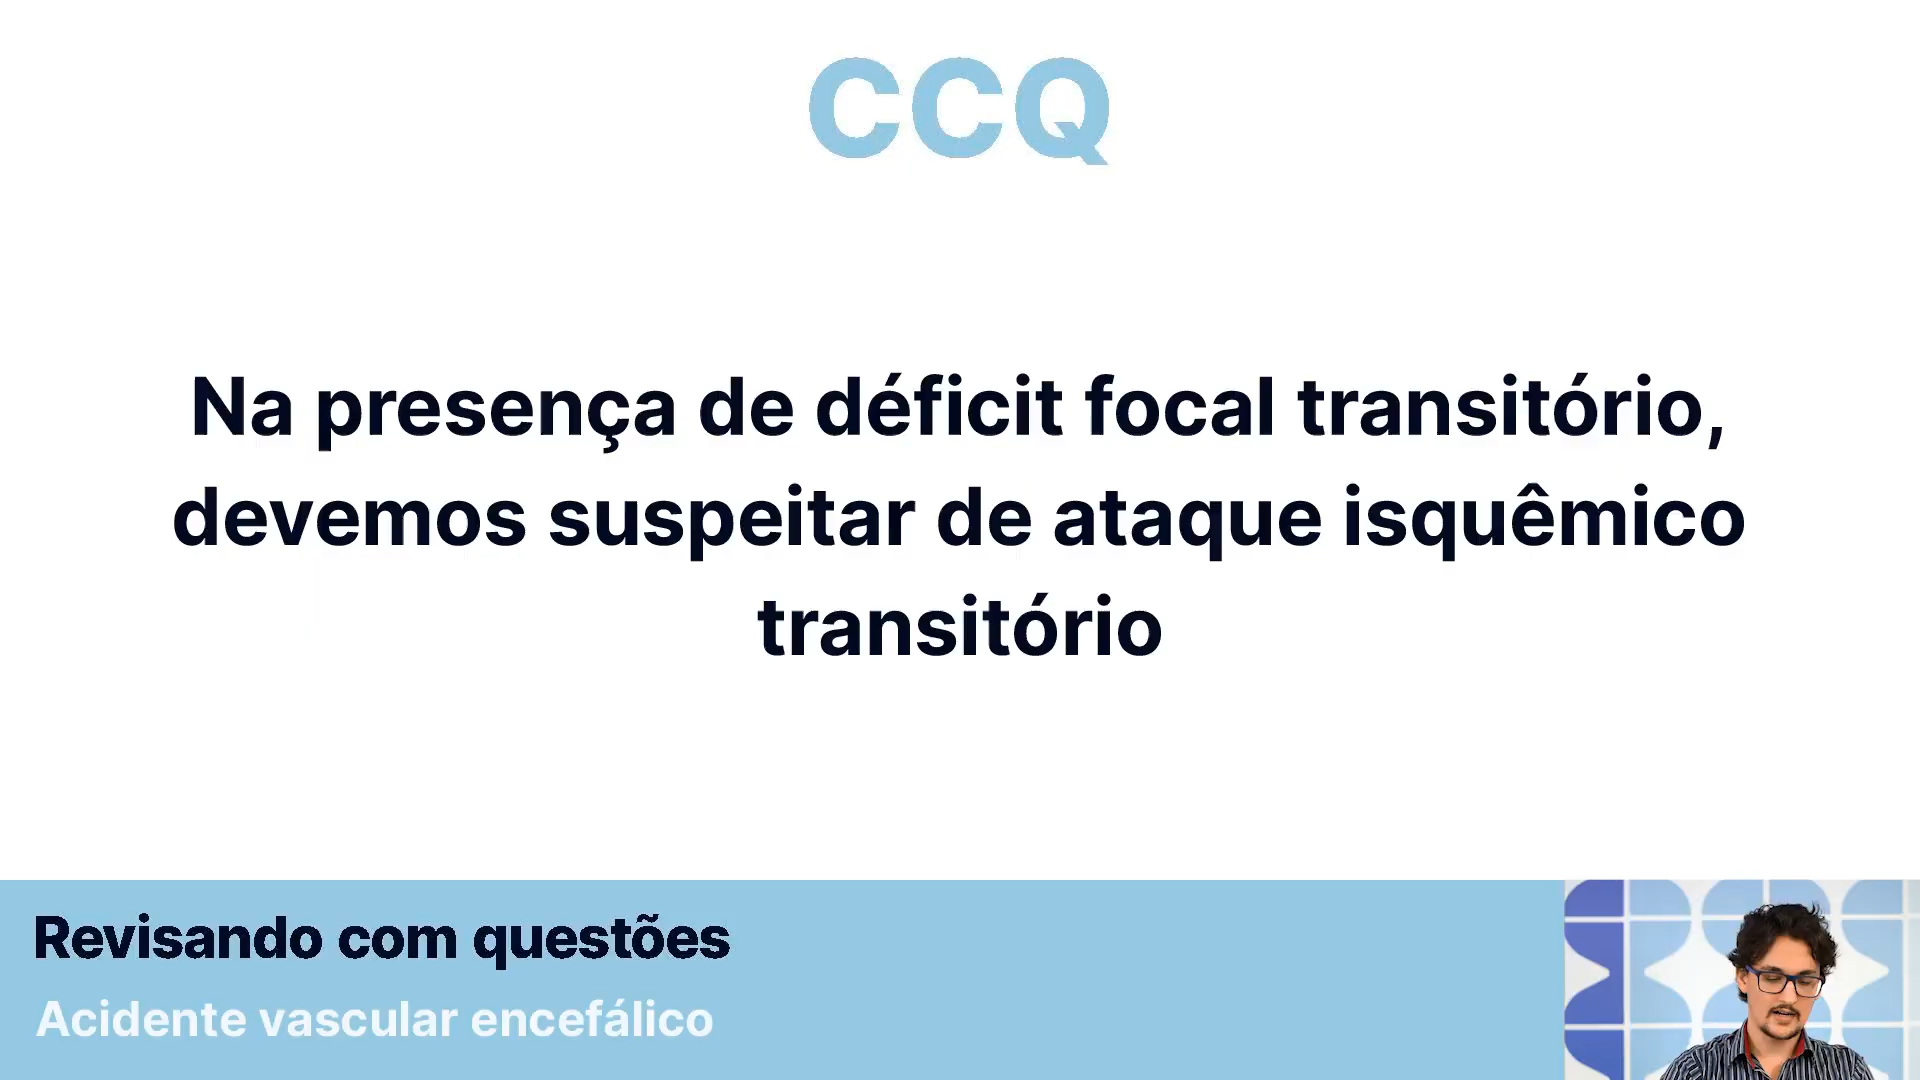 CCQ
Na presença de déficit focal transitório,
devemos suspeitar de ataque isquêmico
transitório
Revisando com questões
Acidente vascular encefálico